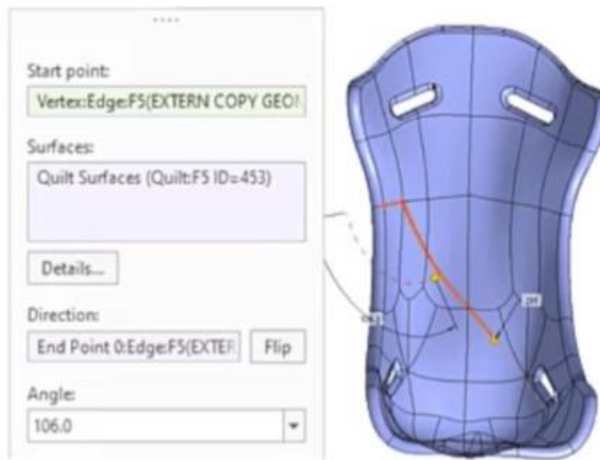 Start point:
Vertex:Edge:F5(EXTERN COPY GEON
Surfaces:
Quilt Surfaces (Quilt:F5 ID=453)
Details...
Direction:
End Point 0:Edge:F5(EXTER
Flip
Angle:
106.0